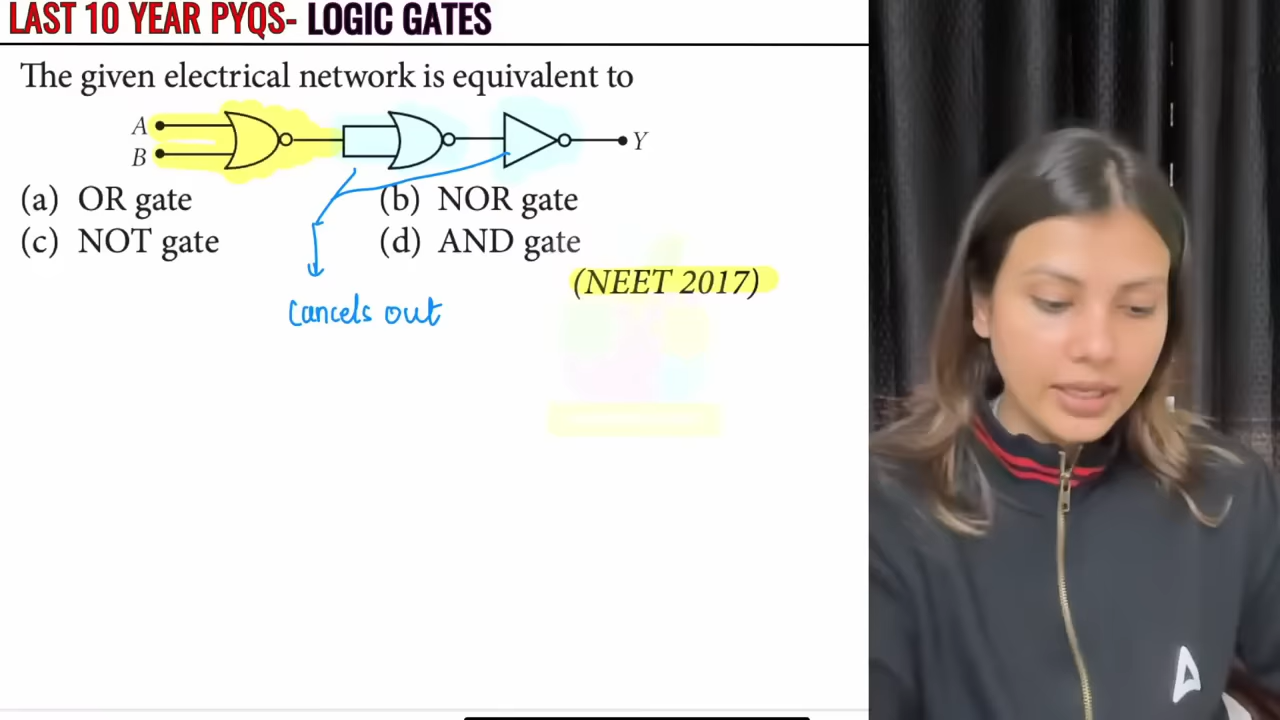 LAST 10 YEAR PYQS- LOGIC GATES
The given electrical network is equivalent to
A
B
Y
(a) OR gate
(b) NOR gate
(c) NOT gate
(d) AND gate
(NEET 2017)
Cancels out